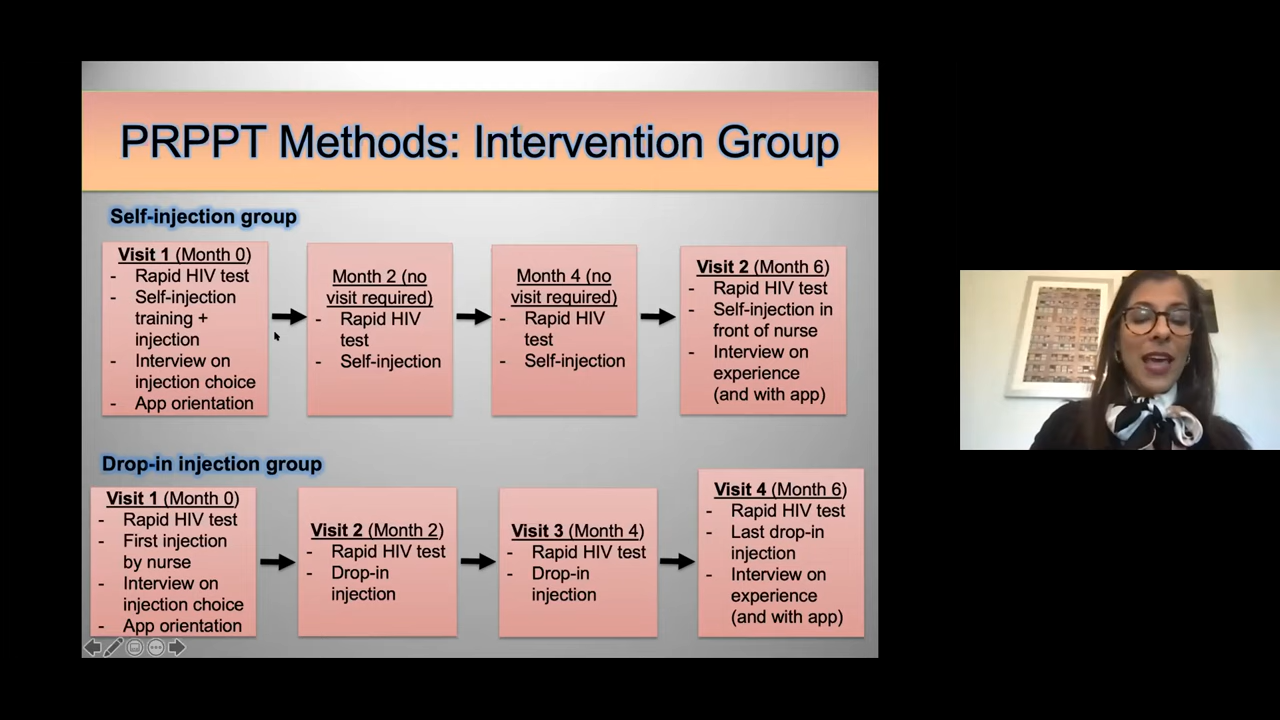 PRPPT Methods: Intervention Group
Self-injection group
Visit 1 (Month 0)
- Rapid HIV test
- Self-injection
training +
injection
- Interview on
injection choice
- App orientation
Month 2 (no
visit required)
- Rapid HIV
test
- Self-injection
Month 4 (no
visit required)
- Rapid HIV
test
- Self-injection
Visit 2 (Month 6)
- Rapid HIV test
- Self-injection in
front of nurse
- Interview on
experience
(and with app)
Drop-in injection group
Visit 1 (Month 0)
- Rapid HIV test
- First injection
by nurse
- Interview on
injection choice
- App orientation
Visit 2 (Month 2)
- Rapid HIV test
- Drop-in
injection
Visit 3 (Month 4)
- Rapid HIV test
- Drop-in
injection
Visit 4 (Month 6)
- Rapid HIV test
- Last drop-in
injection
- Interview on
experience
(and with app)